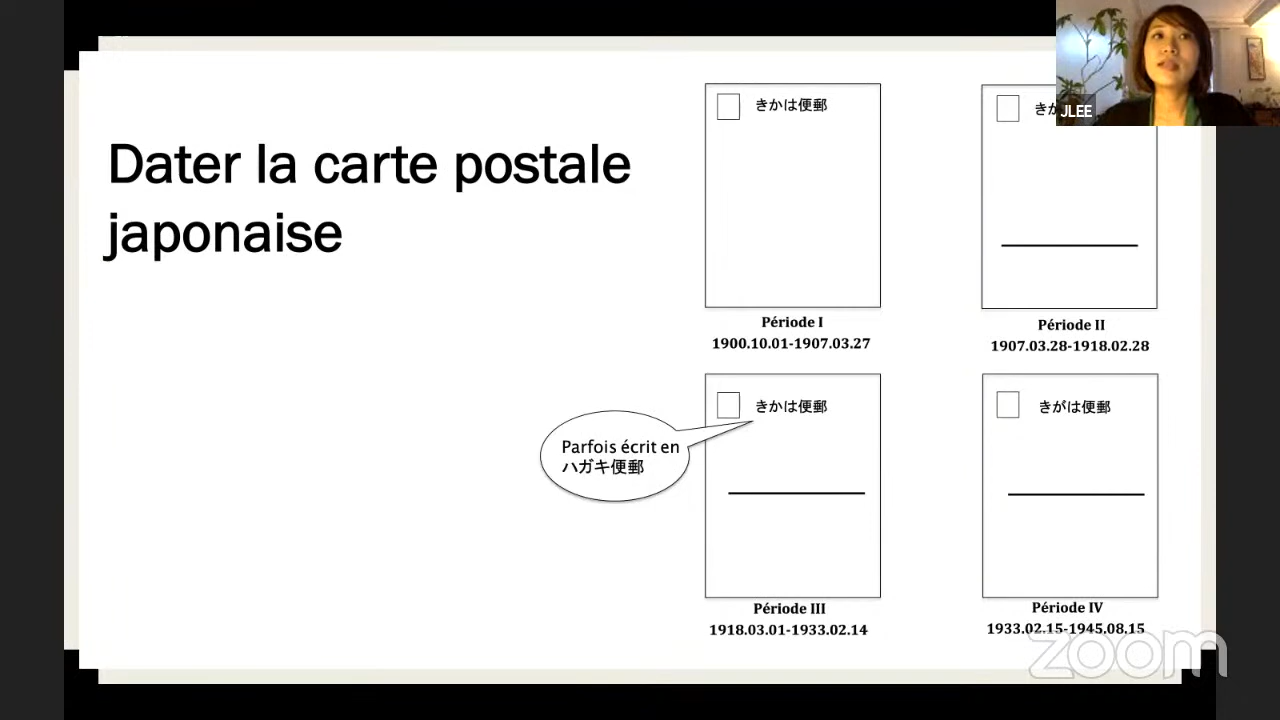 Dater la carte postale
japonaise
きかは便郵
Période I
1900.10.01-1907.03.27
きか
Période II
1907.03.28-1918.02.28
Parfois écrit en
ハガキ便郵
きかは便郵
Période III
1918.03.01-1933.02.14
きがは便郵
Période IV
1933.02.15-1945.08.15
JLEE
zoom